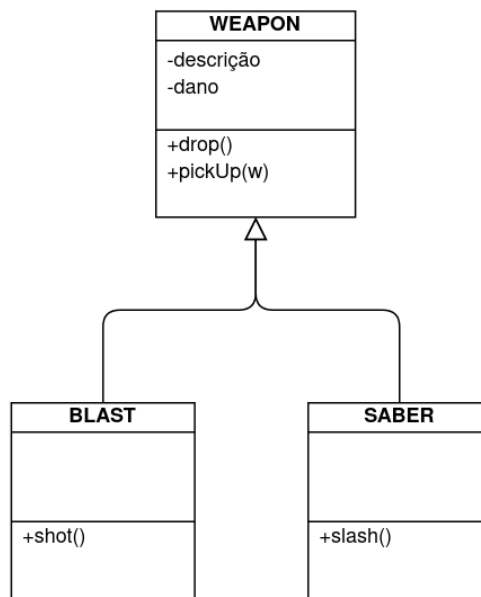 WEAPON
-descrição
-dano
+drop()
+pickUp(w)
BLAST
+shot()
SABER
+slash()